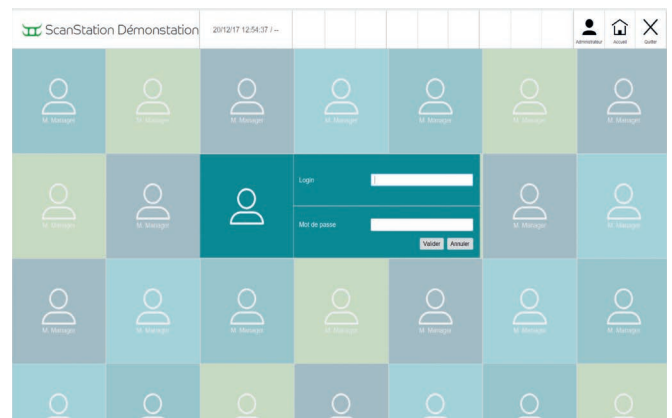 ScanStation Démonstation
20/12/17 12:54:37 / --
Administrateur
Accueil
Quitter
M. Manager
M. Manager
M. Manager
M. Manager
M. Manager
M. Manager
M. Manager
M. Manager
M. Manager
Login
M. Manager
M. Manager
Mot de passe
Valider
Annuler
M. Manager
M. Manager
M. Manager
M. Manager
M. Manager
M. Manager
M. Manager